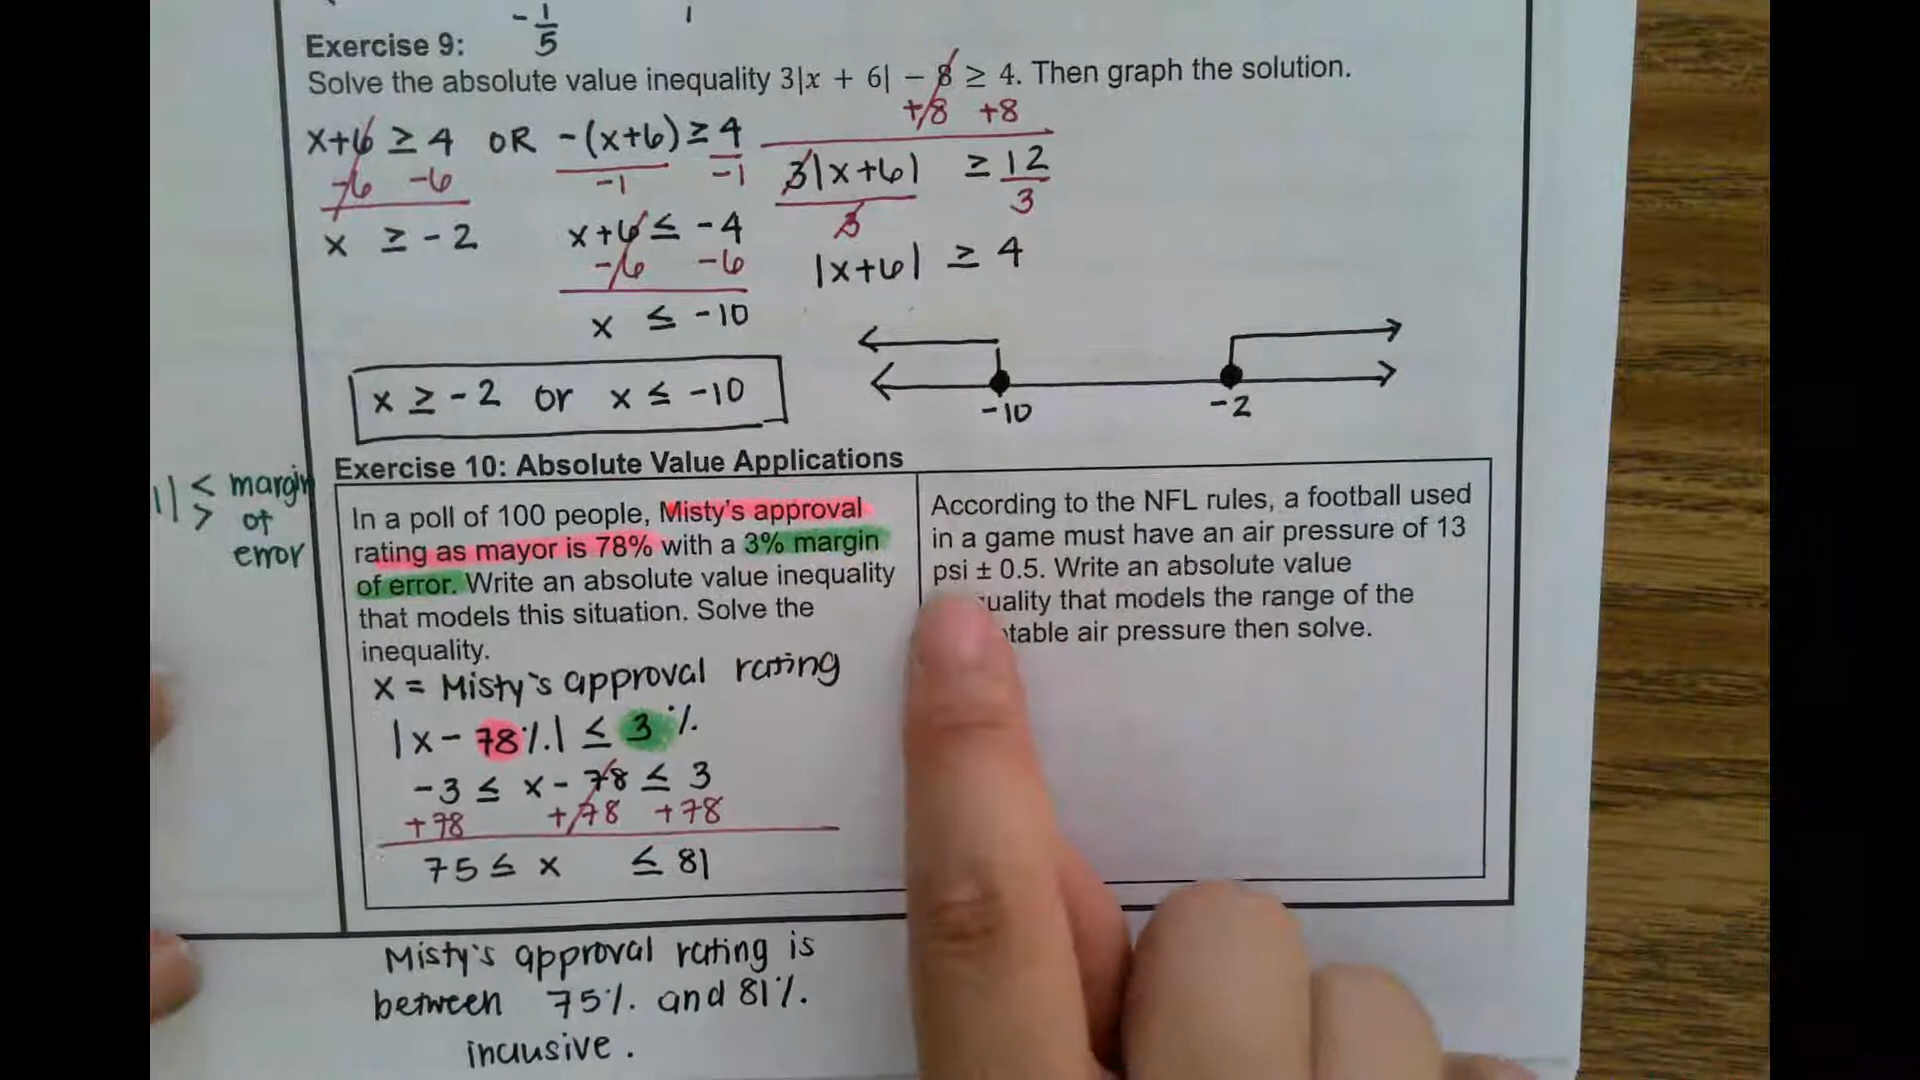 - 1/5
Exercise 9:
Solve the absolute value inequality 3|x + 6| − 8 ≥ 4. Then graph the solution.
+8 +8
x+6 ≥ 4 OR -(x+6) ≥ 4
-6 -6
-1 -1
3|x+6| ≥ 12
3 3
x ≥ -2
x+6 ≤ -4
-6 -6
|x+6| ≥ 4
x ≤ -10
x ≥ -2 or x ≤ -10
-10 -2
Exercise 10: Absolute Value Applications
| | < margin
> of
error
In a poll of 100 people, Misty's approval
rating as mayor is 78% with a 3% margin
of error. Write an absolute value inequality
that models this situation. Solve the
inequality.
x = Misty's approval rating
|x - 78%| ≤ 3%
-3 ≤ x - 78 ≤ 3
+78 +78 +78
75 ≤ x ≤ 81
Misty's approval rating is
between 75% and 81%
inclusive.
According to the NFL rules, a football used
in a game must have an air pressure of 13
psi ± 0.5. Write an absolute value
uality that models the range of the
table air pressure then solve.